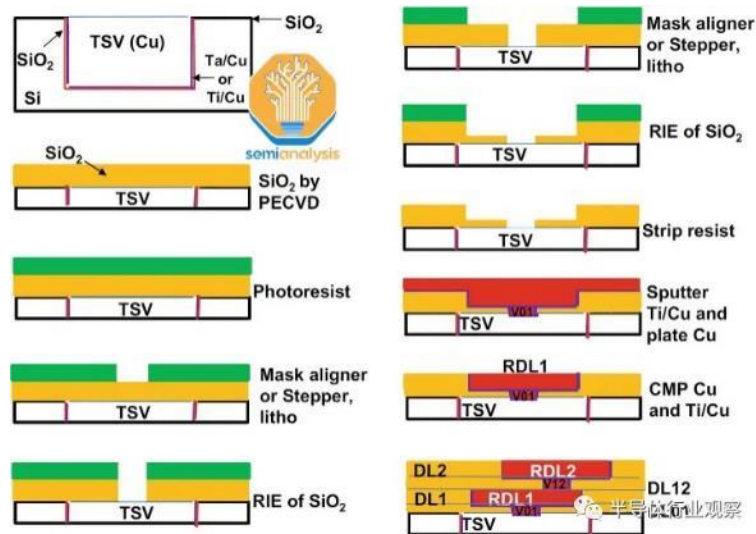 SiO2
TSV (Cu)
SiO2
SiO2
Ta/Cu
or
Ti/Cu
Si
semianalysis
SiO2
SiO2 by
PECVD
TSV
Photoresist
TSV
Mask aligner
or Stepper,
litho
TSV
RIE of SiO2
TSV
Mask aligner
or Stepper,
litho
TSV
RIE of SiO2
TSV
Strip resist
TSV
Sputter
Ti/Cu and
plate Cu
V01
TSV
RDL1
CMP Cu
and Ti/Cu
V01
TSV
DL2
RDL2
V12
DL12
DL1
RDL1
V01
TSV
半导体行业观察